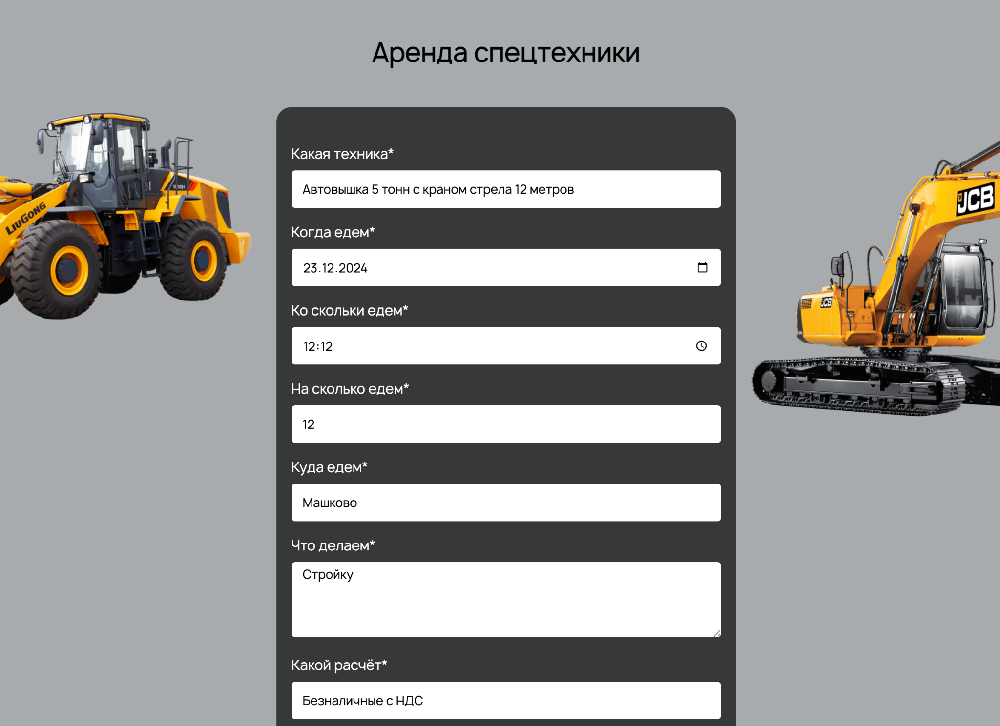 Аренда спецтехники
Какая техника*
Автовышка 5 тонн с краном стрела 12 метров
Когда едем*
23.12.2024
Ко скольки едем*
12:12
На сколько едем*
12
Куда едем*
Машково
Что делаем*
Стройку
Какой расчёт*
Безналичные с НДС
LIUGONG
856H
JCB
JCB